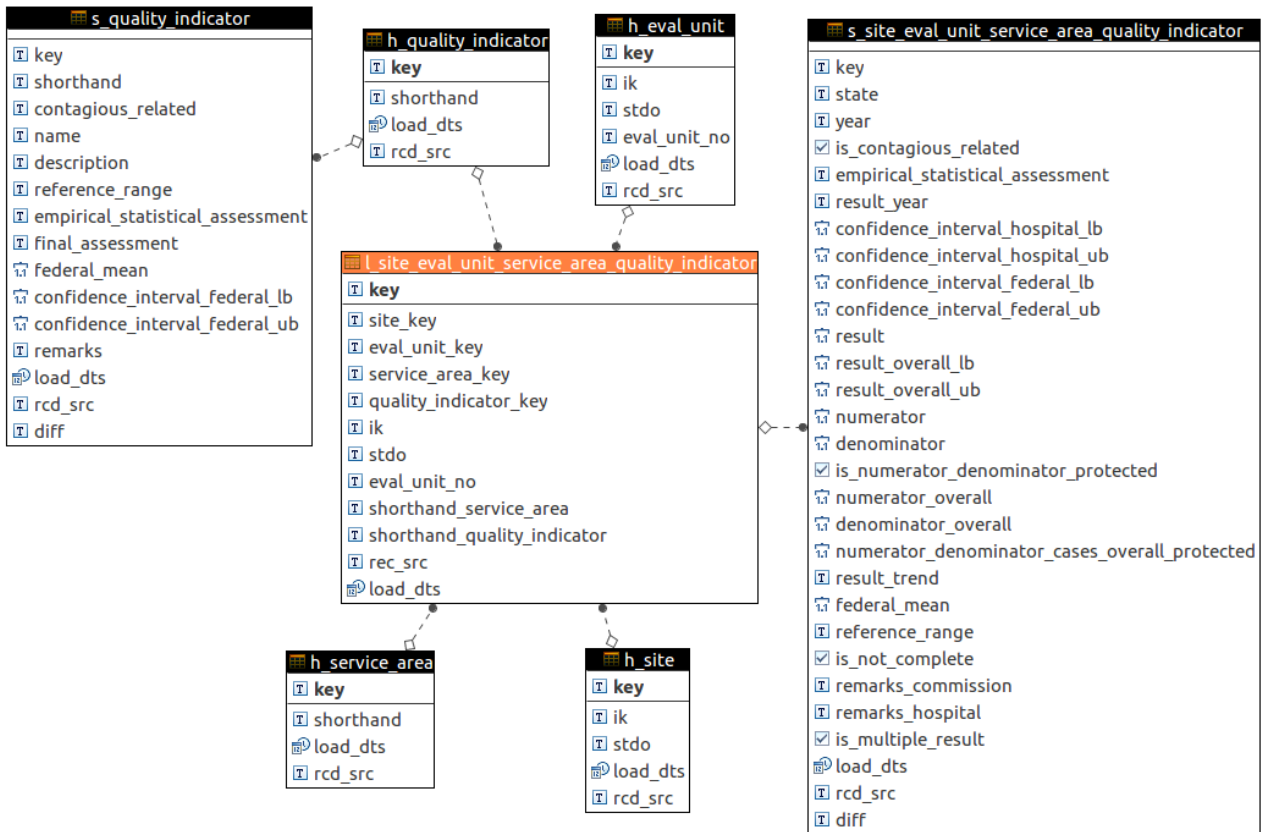 s_quality_indicator
key
shorthand
contagious_related
name
description
reference_range
empirical_statistical_assessment
final_assessment
federal_mean
confidence_interval_federal_lb
confidence_interval_federal_ub
remarks
load_dts
rcd_src
diff
h_quality_indicator
key
shorthand
load_dts
rcd_src
h_eval_unit
key
ik
stdo
eval_unit_no
load_dts
rcd_src
l_site_eval_unit_service_area_quality_indicator
key
site_key
eval_unit_key
service_area_key
quality_indicator_key
ik
stdo
eval_unit_no
shorthand_service_area
shorthand_quality_indicator
rec_src
load_dts
h_service_area
key
shorthand
load_dts
rcd_src
h_site
key
ik
stdo
load_dts
rcd_src
s_site_eval_unit_service_area_quality_indicator
key
state
year
is_contagious_related
empirical_statistical_assessment
result_year
confidence_interval_hospital_lb
confidence_interval_hospital_ub
confidence_interval_federal_lb
confidence_interval_federal_ub
result
result_overall_lb
result_overall_ub
numerator
denominator
is_numerator_denominator_protected
numerator_overall
denominator_overall
numerator_denominator_cases_overall_protected
result_trend
federal_mean
reference_range
is_not_complete
remarks_commission
remarks_hospital
is_multiple_result
load_dts
rcd_src
diff